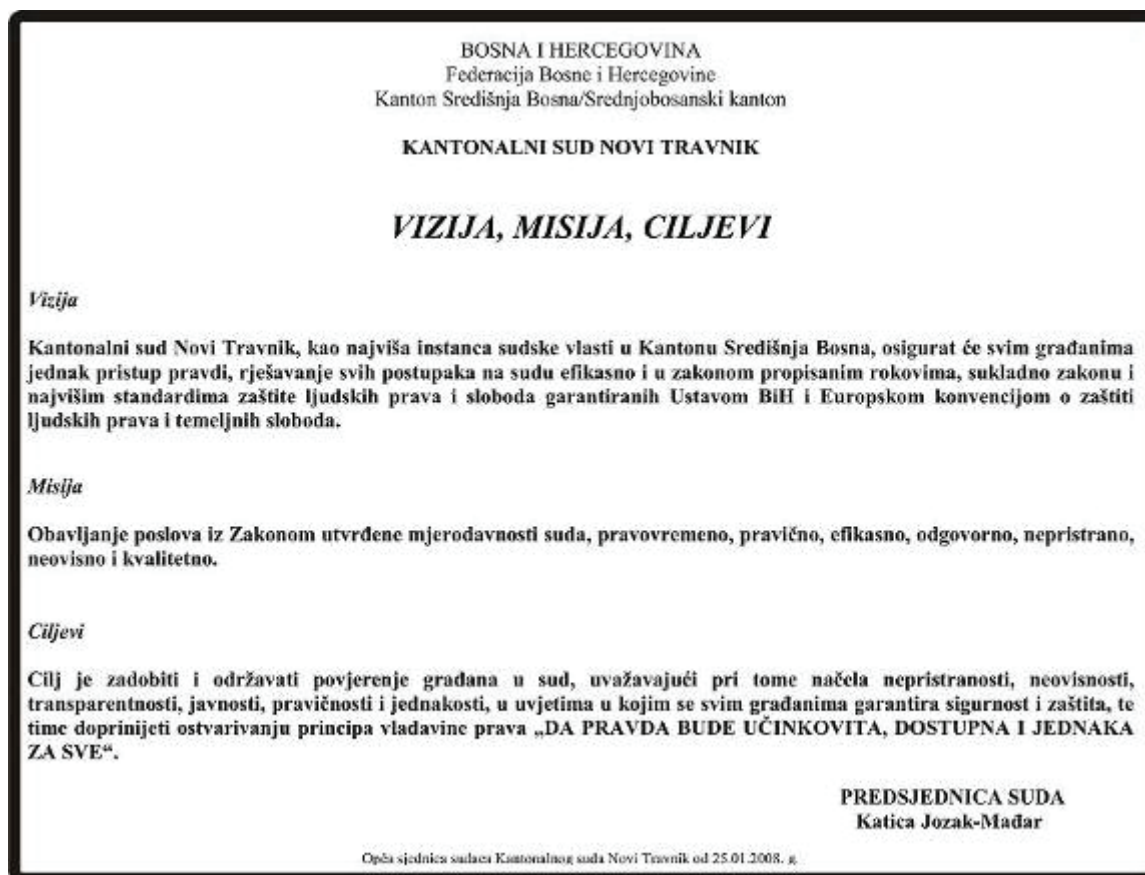 BOSNA I HERCEGOVINA
Federacija Bosne i Hercegovine
Kanton Središnja Bosna/Srednjobosanski kanton
KANTONALNI SUD NOVI TRAVNIK
VIZIJA, MISIJA, CILJEVI
Vizija
Kantonalni sud Novi Travnik, kao najviša instanca sudske vlasti u Kantonu Središnja Bosna, osigurat će svim građanima
jednak pristup pravdi, rješavanje svih postupaka na sudu efikasno i u zakonom propisanim rokovima, sukladno zakonu i
najvišim standardima zaštite ljudskih prava i sloboda garantiranih Ustavom BiH i Europskom konvencijom o zaštiti
ljudskih prava i temeljnih sloboda.
Misija
Obavljanje poslova iz Zakonom utvrđene mjerodavnosti suda, pravovremeno, pravično, efikasno, odgovorno, nepristrano,
neovisno i kvalitetno.
Ciljevi
Cilj je zadobiti i održavati povjerenje građana u sud, uvažavajući pri tome načela nepristranosti, neovisnosti,
transparentnosti, javnosti, pravičnosti i jednakosti, u uvjetima u kojim se svim građanima garantira sigurnost i zaštita, te
time doprinijeti ostvarivanju principa vladavine prava „DA PRAVDA BUDE UČINKOVITA, DOSTUPNA I JEDNAKA
ZA SVE“.
PREDSJEDNICA SUDA
Katica Jozak-Mađar
Opća sjednica sudaca Kantonalnog suda Novi Travnik od 25.01.2008. g.